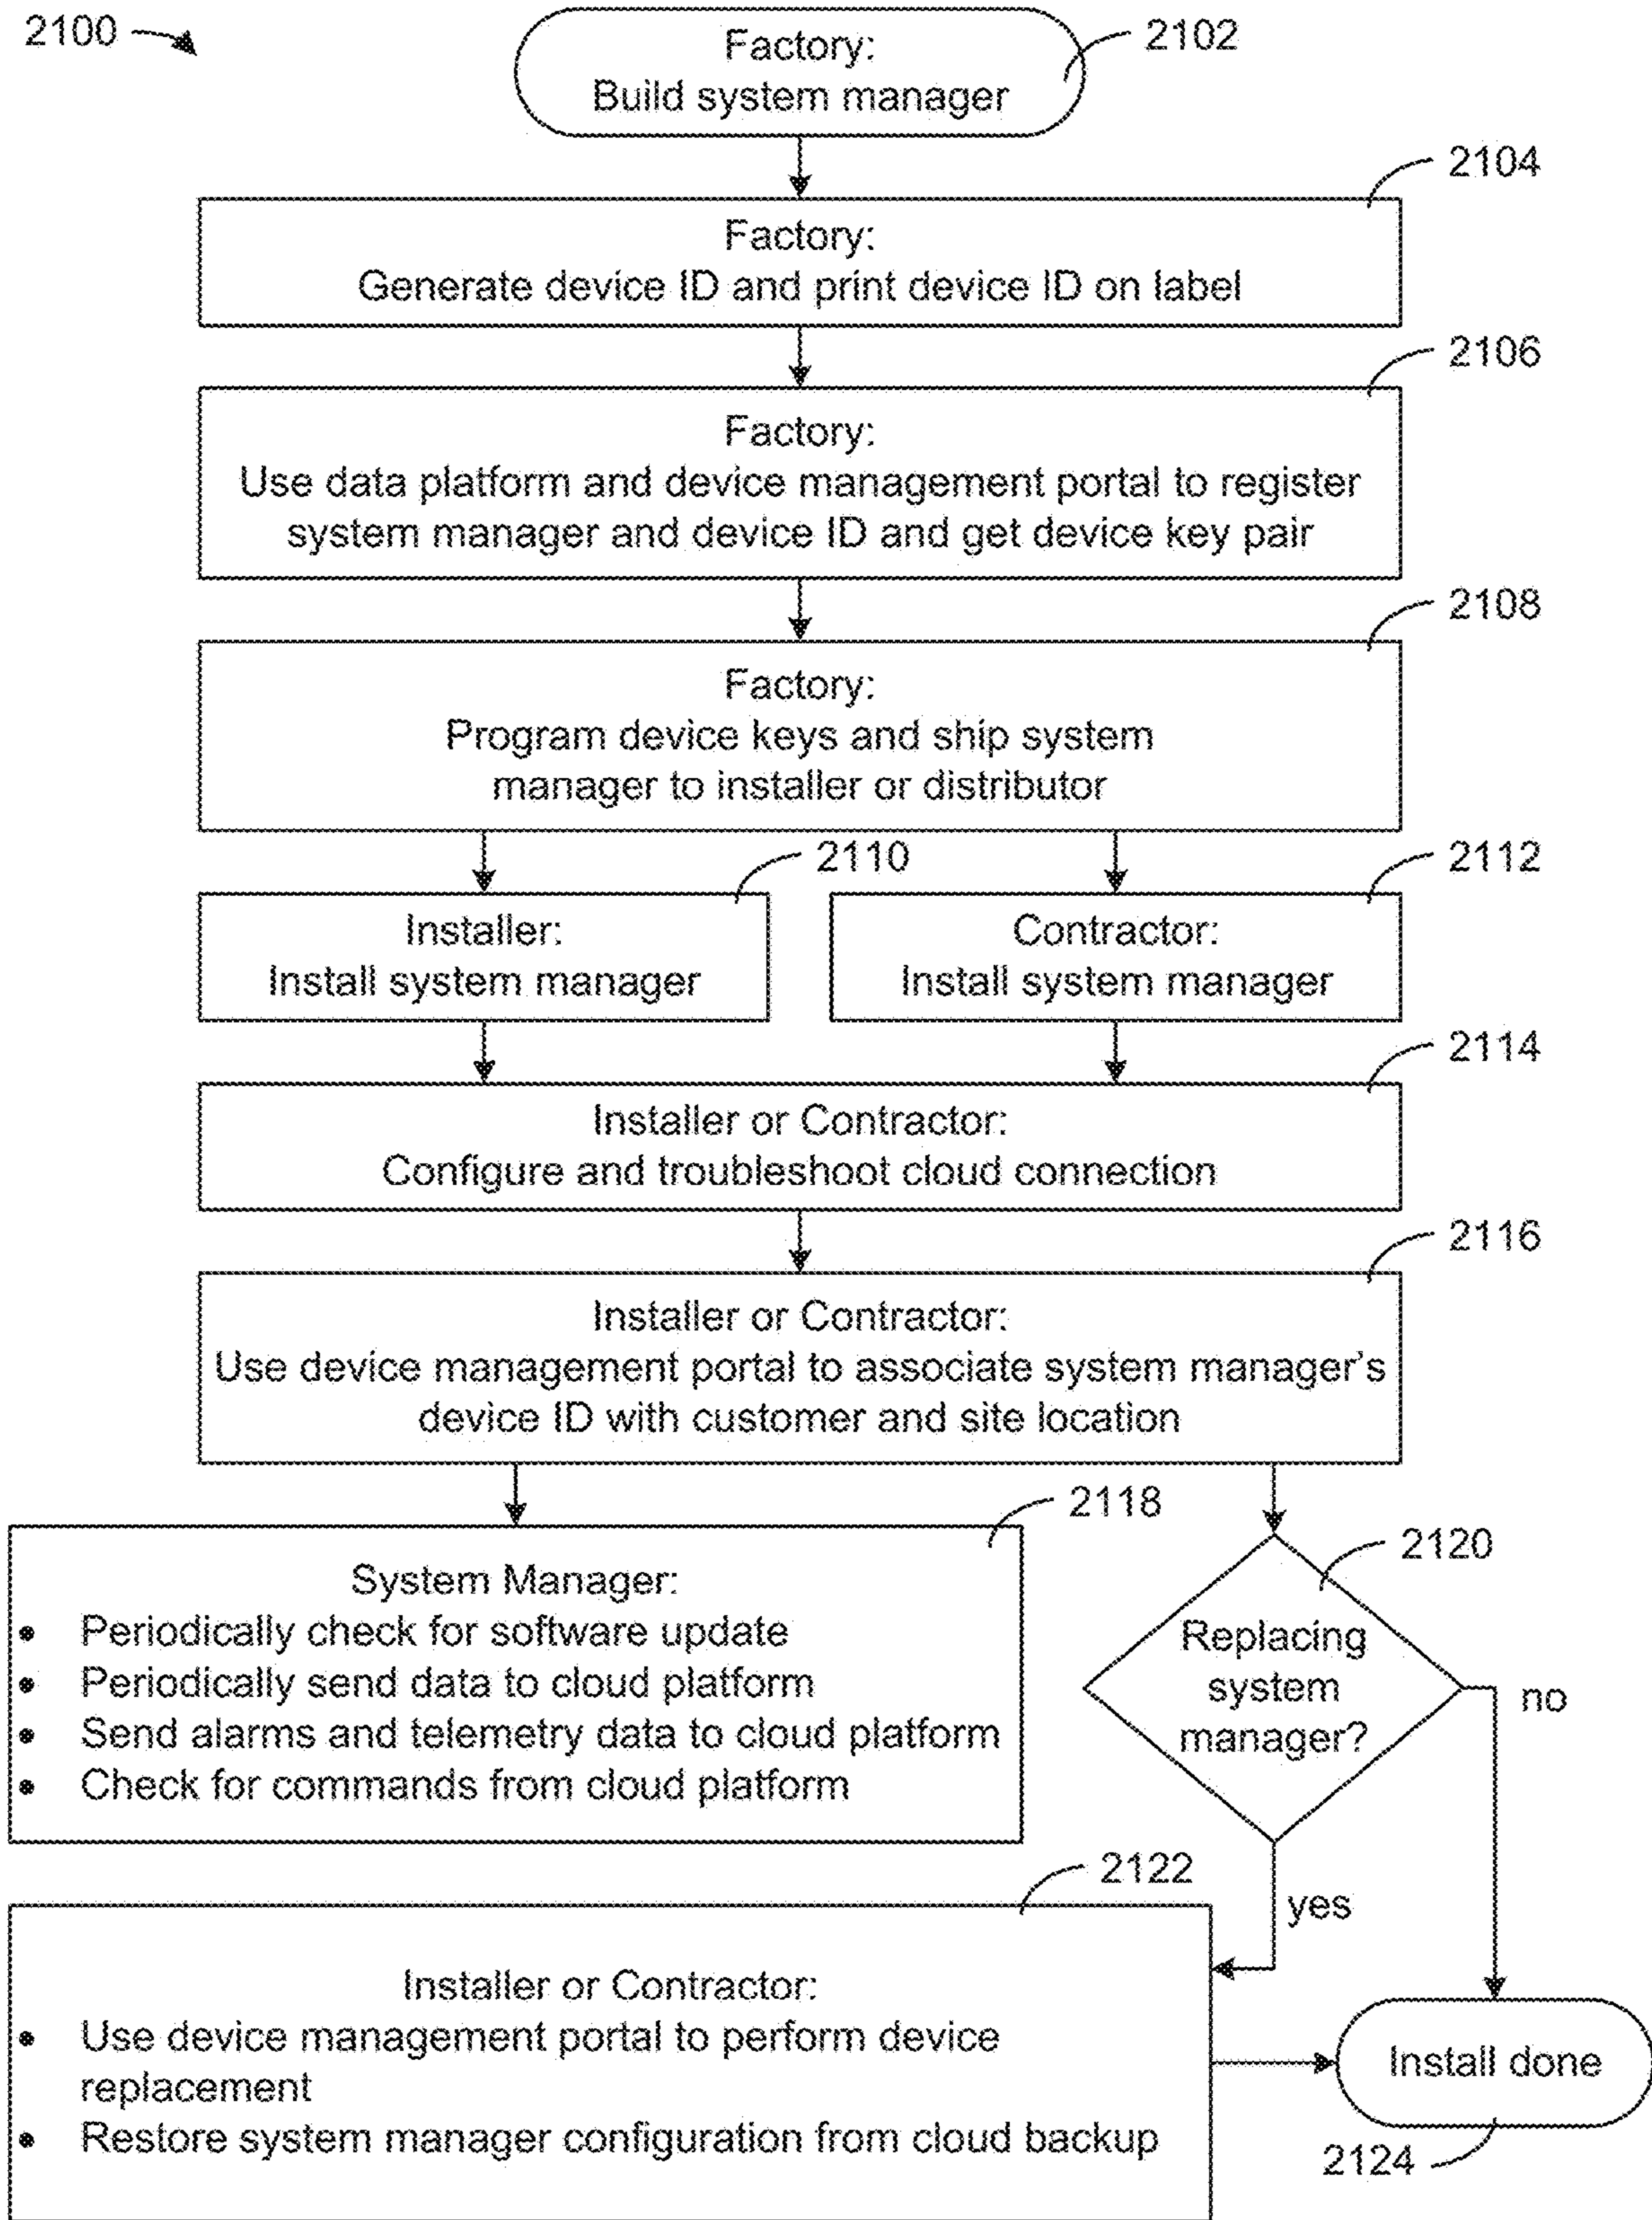 2100
Factory:
Build system manager
2102
2104
Factory:
Generate device ID and print device ID on label
2106
Factory:
Use data platform and device management portal to register
system manager and device ID and get device key pair
2108
Factory:
Program device keys and ship system
manager to installer or distributor
2110
Installer:
Install system manager
2112
Contractor:
Install system manager
2114
Installer or Contractor:
Configure and troubleshoot cloud connection
2116
Installer or Contractor:
Use device management portal to associate system manager's
device ID with customer and site location
2118
System Manager:
• Periodically check for software update
• Periodically send data to cloud platform
• Send alarms and telemetry data to cloud platform
• Check for commands from cloud platform
2120
Replacing
system
manager?
no
yes
2122
Installer or Contractor:
• Use device management portal to perform device
replacement
• Restore system manager configuration from cloud backup
Install done
2124